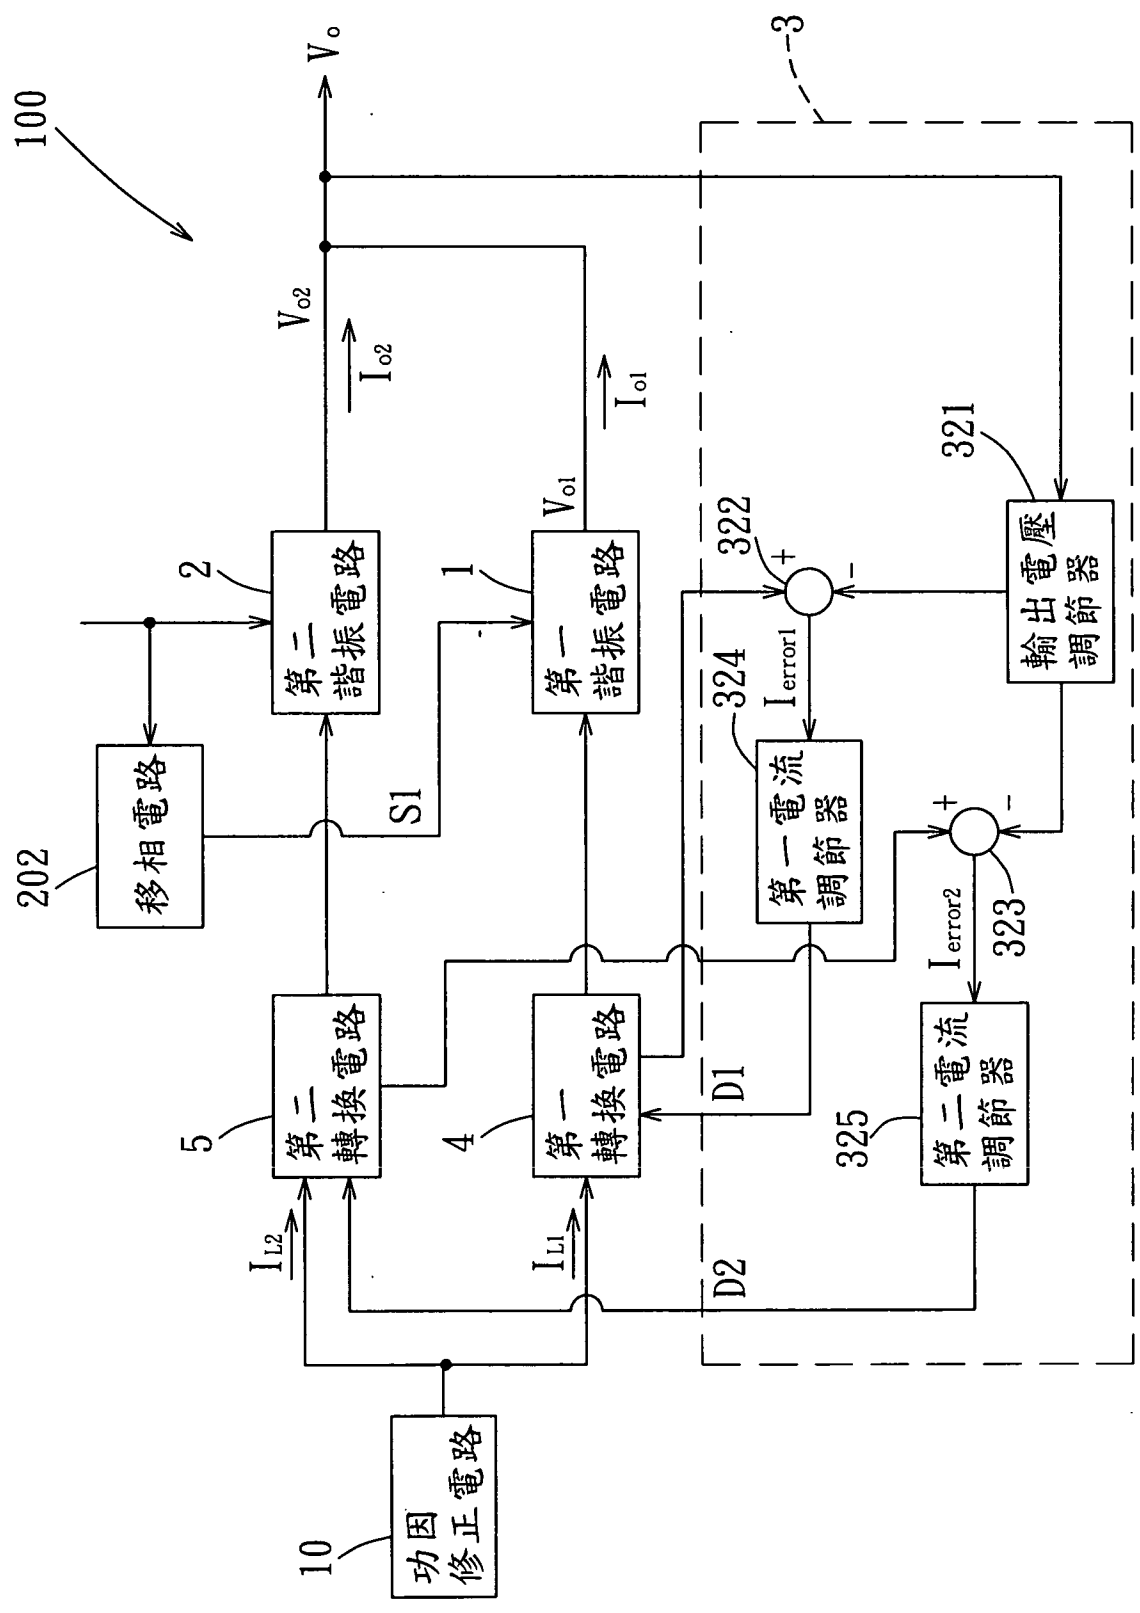 100
202
移相電路
2
第二
諧振電路
Vo2
Io2
Vo
S1
1
第一
諧振電路
Vo1
Io1
5
第二
轉換電路
IL2
4
第一
轉換電路
IL1
10
功因
修正電路
3
D1
D2
322
+
-
Ierror1
324
第一電流
調節器
321
輸出電壓
調節器
323
+
-
Ierror2
325
第二電流
調節器